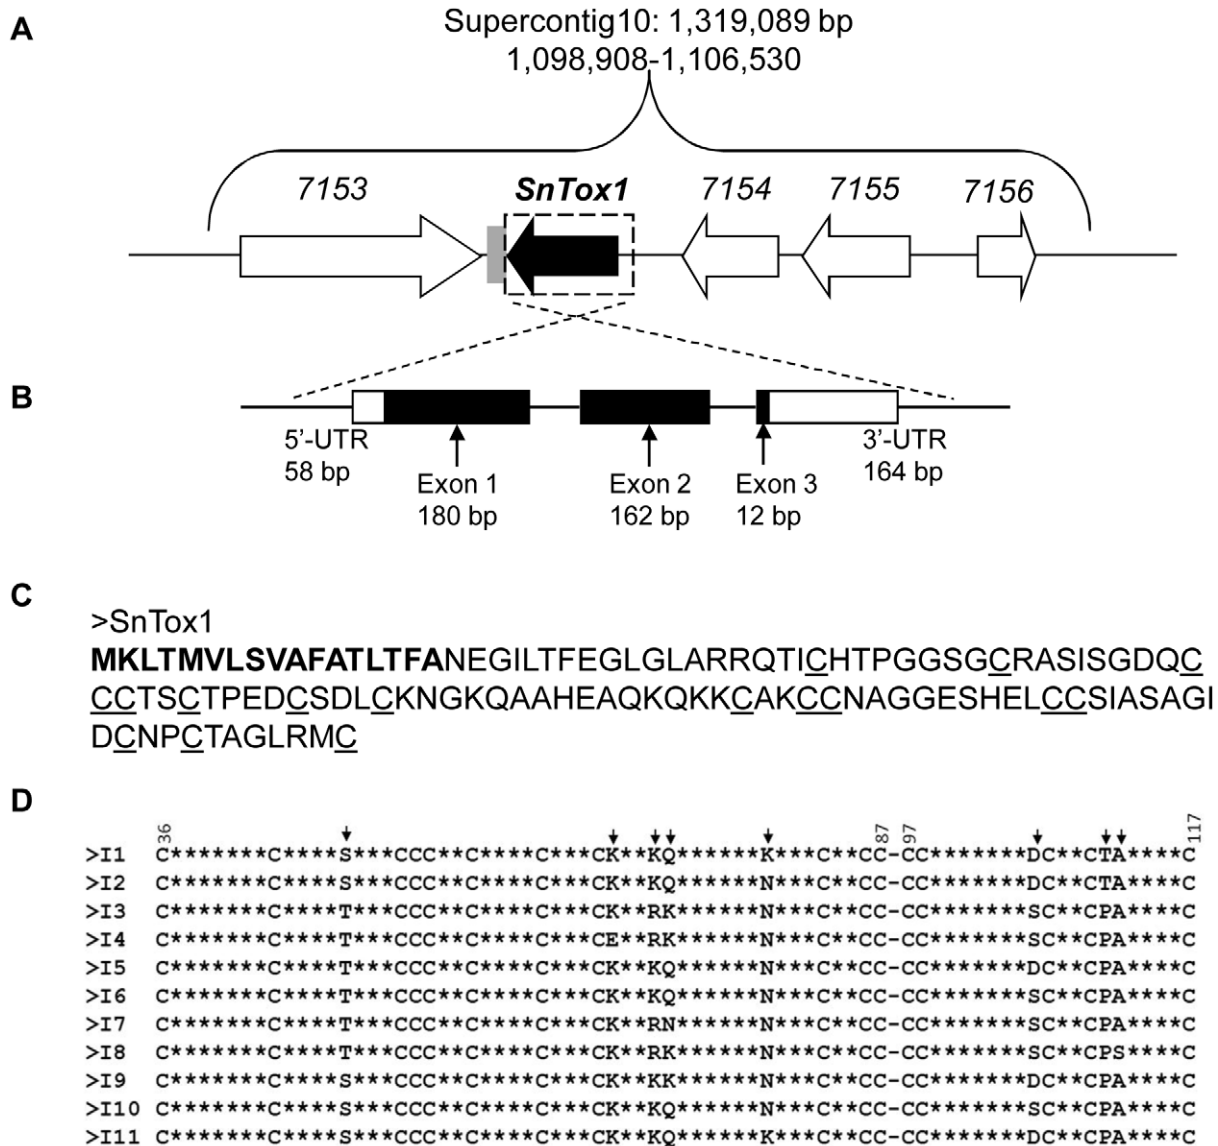 A
Supercontig10: 1,319,089 bp
1,098,908-1,106,530
7153 SnTox1 7154 7155 7156
B
5’-UTR
58 bp
Exon 1
180 bp
Exon 2
162 bp
Exon 3
12 bp
3’-UTR
164 bp
C
>SnTox1
MKLTMVLSVAFATLTFANEGILTFEGLGLARRQTICHTPGGSGCRASISGDQC
CCTSCTPEDCSDLCKNGKQAAHEAQKQKKCAKCCNAGGESHELCCSIASAGI
DCNPCTAGLRMC
D
36 87 97 117
>I1 C*******C****S***CCC**C****C***CK**KQ******K***C**CC-CC*******DC**CTA****C
>I2 C*******C****S***CCC**C****C***CK**KQ******N***C**CC-CC*******DC**CTA****C
>I3 C*******C****T***CCC**C****C***CK**RK******N***C**CC-CC*******SC**CPA****C
>I4 C*******C****T***CCC**C****C***CE**RK******N***C**CC-CC*******SC**CPA****C
>I5 C*******C****T***CCC**C****C***CK**KQ******N***C**CC-CC*******DC**CPA****C
>I6 C*******C****T***CCC**C****C***CK**KQ******N***C**CC-CC*******SC**CPA****C
>I7 C*******C****T***CCC**C****C***CK**RN******N***C**CC-CC*******SC**CPA****C
>I8 C*******C****T***CCC**C****C***CK**RK******N***C**CC-CC*******SC**CPS****C
>I9 C*******C****S***CCC**C****C***CK**KK******N***C**CC-CC*******DC**CPA****C
>I10 C*******C****S***CCC**C****C***CK**KQ******N***C**CC-CC*******DC**CPA****C
>I11 C*******C****S***CCC**C****C***CK**KQ******K***C**CC-CC*******DC**CPA****C